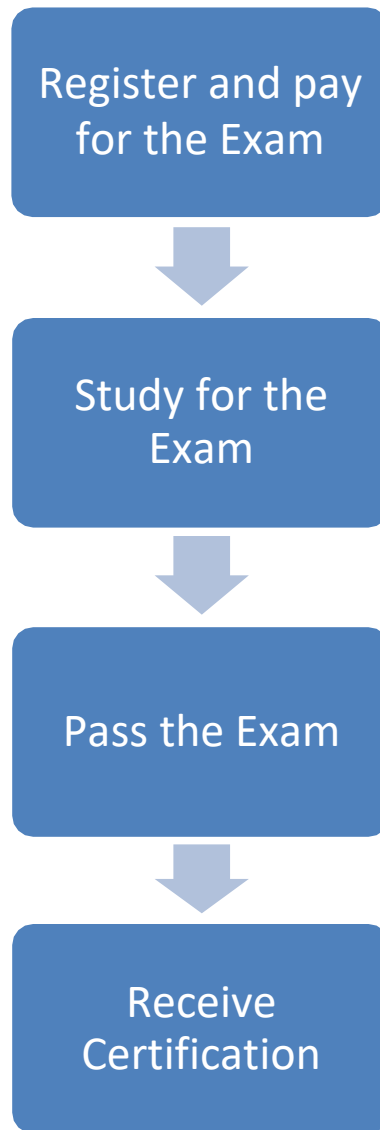 Register and pay
for the Exam
Study for the
Exam
Pass the Exam
Receive
Certification